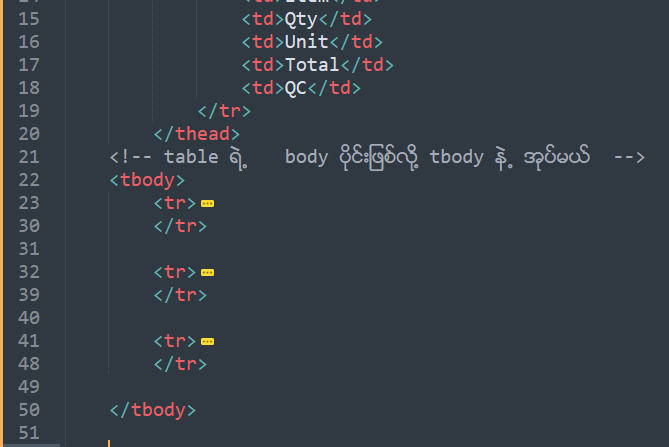 15 <td>Qty</td>
16 <td>Unit</td>
17 <td>Total</td>
18 <td>QC</td>
19 </tr>
20 </thead>
21 <!-- table ရဲ့ body ပိုင်းဖြစ်လို့ tbody နဲ့ အုပ်မယ် -->
22 <tbody>
23 <tr>
30 </tr>
31
32 <tr>
39 </tr>
40
41 <tr>
48 </tr>
49
50 </tbody>
51